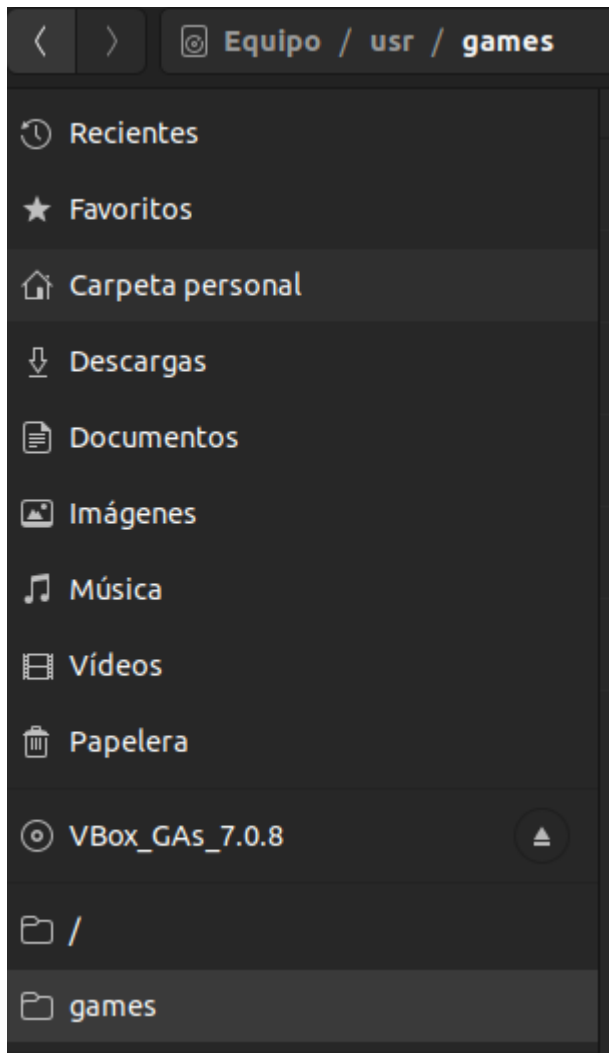 Equipo / usr / games
Recientes
Favoritos
Carpeta personal
Descargas
Documentos
Imágenes
Música
Vídeos
Papelera
VBox_GAs_7.0.8
/
games